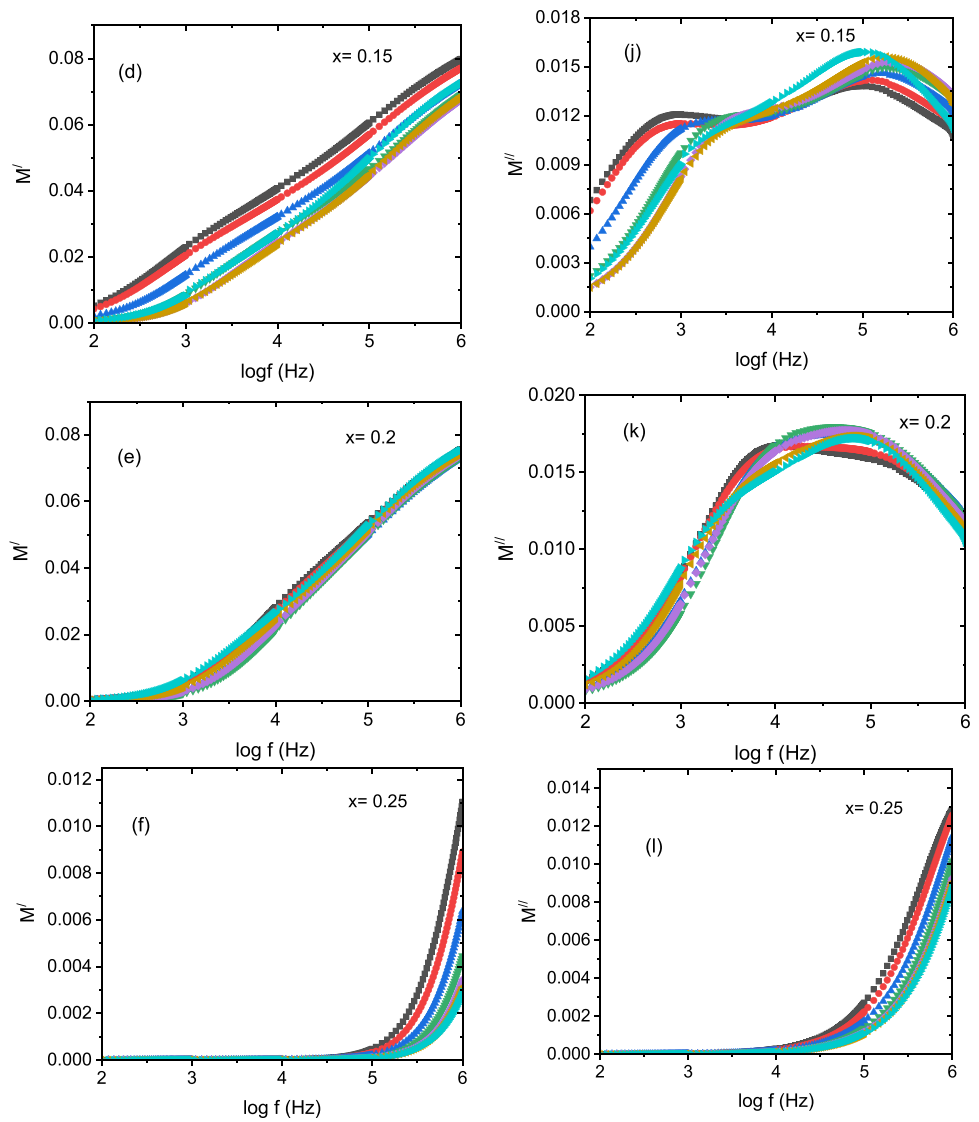 (d)
x= 0.15
0.08
0.06
0.04
0.02
0.00
M/
2 3 4 5 6
logf (Hz)
(j)
x= 0.15
0.018
0.015
0.012
0.009
0.006
0.003
0.000
M//
2 3 4 5 6
logf (Hz)
(e)
x= 0.2
0.08
0.06
0.04
0.02
0.00
M/
2 3 4 5 6
log f (Hz)
(k)
x= 0.2
0.020
0.015
0.010
0.005
0.000
M//
2 3 4 5 6
log f (Hz)
(f)
x= 0.25
0.012
0.010
0.008
0.006
0.004
0.002
0.000
M/
2 3 4 5 6
log f (Hz)
(l)
x= 0.25
0.014
0.012
0.010
0.008
0.006
0.004
0.002
0.000
M//
2 3 4 5 6
log f (Hz)